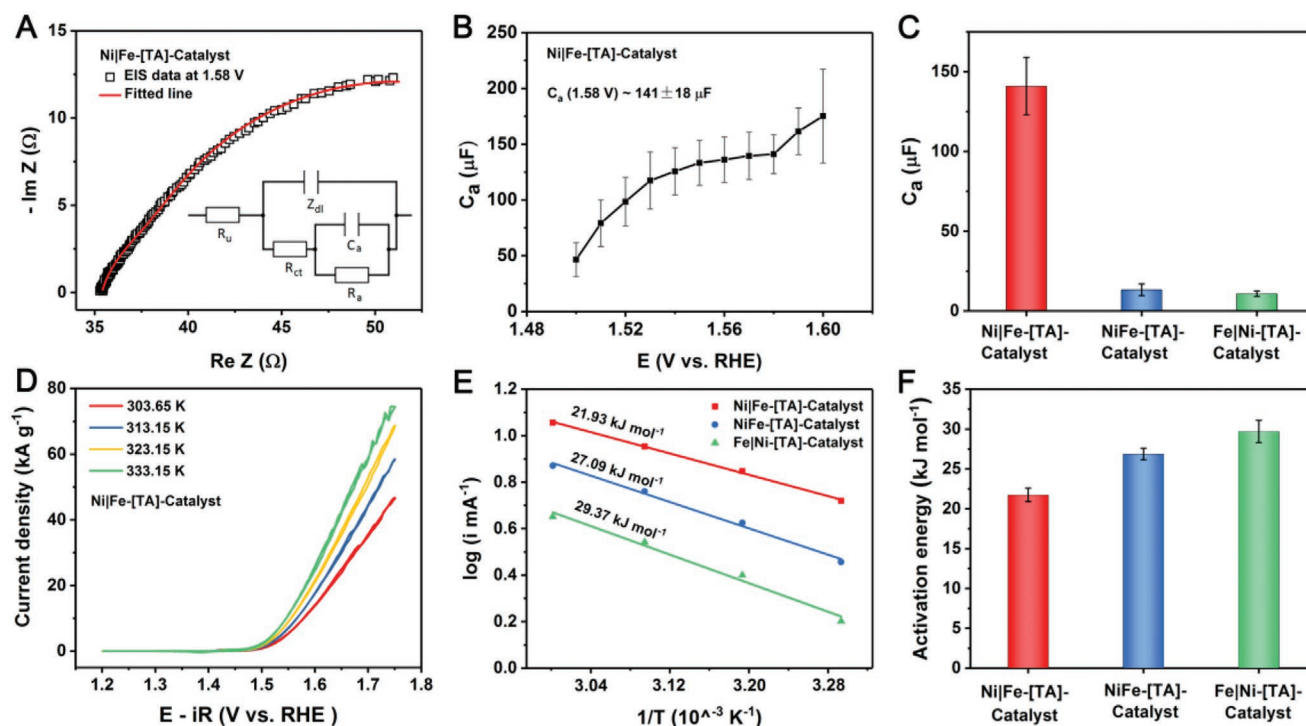 A
Ni|Fe-[TA]-Catalyst
EIS data at 1.58 V
Fitted line
15
10
5
0
- Im Z (Ω)
35 40 45 50
Re Z (Ω)
Z_dl
R_u
C_a
R_ct
R_a
B
Ni|Fe-[TA]-Catalyst
C_a (1.58 V) ~ 141±18 μF
250
200
150
100
50
0
C_a (μF)
1.48 1.52 1.56 1.60
E (V vs. RHE)
C
150
100
50
0
C_a (μF)
Ni|Fe-[TA]- NiFe-[TA]- Fe|Ni-[TA]-
Catalyst Catalyst Catalyst
D
303.65 K
313.15 K
323.15 K
333.15 K
Ni|Fe-[TA]-Catalyst
80
70
60
50
40
30
20
10
0
Current density (kA g⁻¹)
1.2 1.3 1.4 1.5 1.6 1.7 1.8
E - iR (V vs. RHE )
E
Ni|Fe-[TA]-Catalyst
NiFe-[TA]-Catalyst
Fe|Ni-[TA]-Catalyst
21.93 kJ mol⁻¹
27.09 kJ mol⁻¹
29.37 kJ mol⁻¹
1.2
1.0
0.8
0.6
0.4
0.2
0.0
log (i mA⁻¹)
3.04 3.12 3.20 3.28
1/T (10^⁻³ K⁻¹)
F
35
30
25
20
15
10
5
0
Activation energy (kJ mol⁻¹)
Ni|Fe-[TA]- NiFe-[TA]- Fe|Ni-[TA]-
Catalyst Catalyst Catalyst